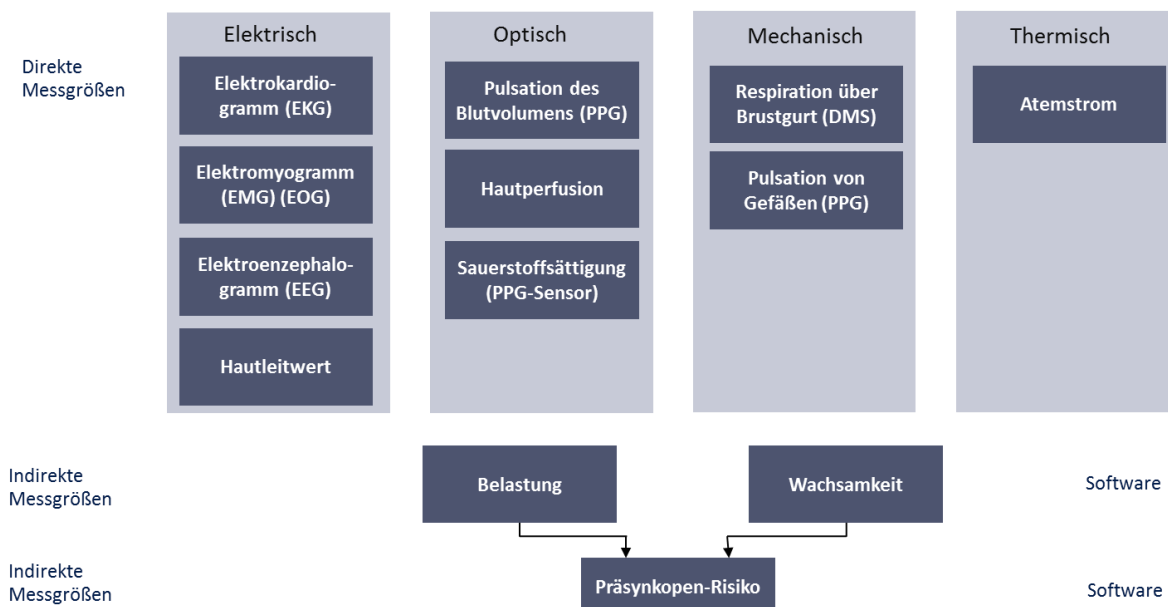 Elektrisch
Optisch
Mechanisch
Thermisch
Direkte
Messgrößen
Elektrokardio-
gramm (EKG)
Elektromyogramm
(EMG) (EOG)
Elektroenzephalo-
gramm (EEG)
Hautleitwert
Pulsation des
Blutvolumens (PPG)
Hautperfusion
Sauerstoffsättigung
(PPG-Sensor)
Respiration über
Brustgurt (DMS)
Pulsation von
Gefäßen (PPG)
Atemstrom
Indirekte
Messgrößen
Belastung
Wachsamkeit
Software
Indirekte
Messgrößen
Präsynkopen-Risiko
Software